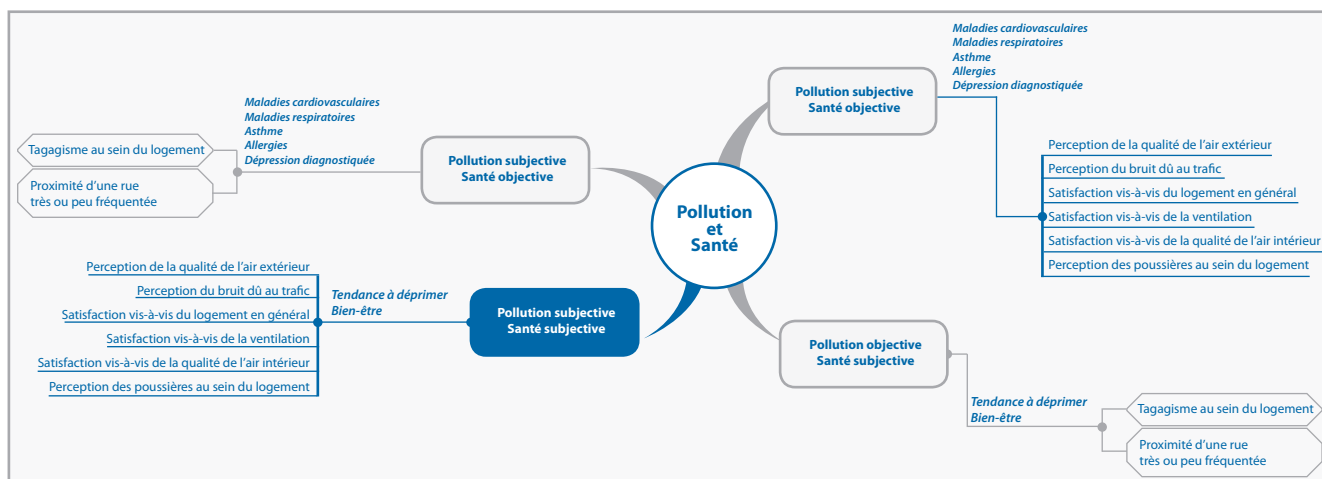 Maladies cardiovasculaires
Maladies respiratoires
Asthme
Allergies
Dépression diagnostiquée
Tagagisme au sein du logement
Proximité d'une rue
très ou peu fréquentée
Pollution subjective
Santé objective
Maladies cardiovasculaires
Maladies respiratoires
Asthme
Allergies
Dépression diagnostiquée
Pollution subjective
Santé objective
Perception de la qualité de l'air extérieur
Perception du bruit dû au trafic
Satisfaction vis-à-vis du logement en général
Satisfaction vis-à-vis de la ventilation
Satisfaction vis-à-vis de la qualité de l'air intérieur
Perception des poussières au sein du logement
Pollution
et
Santé
Perception de la qualité de l'air extérieur
Perception du bruit dû au trafic
Satisfaction vis-à-vis du logement en général
Satisfaction vis-à-vis de la ventilation
Satisfaction vis-à-vis de la qualité de l'air intérieur
Perception des poussières au sein du logement
Tendance à déprimer
Bien-être
Pollution subjective
Santé subjective
Pollution objective
Santé subjective
Tendance à déprimer
Bien-être
Tagagisme au sein du logement
Proximité d'une rue
très ou peu fréquentée